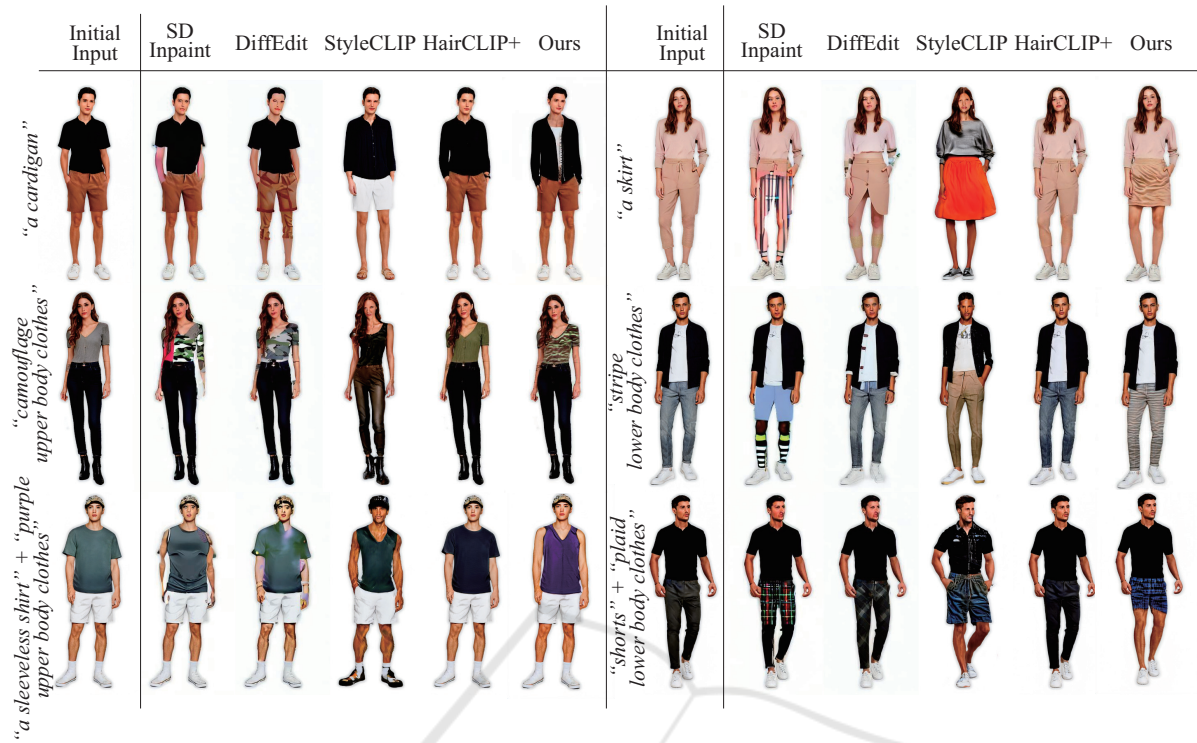 Initial Input
SD Inpaint
DiffEdit
StyleCLIP
HairCLIP+
Ours
Initial Input
SD Inpaint
DiffEdit
StyleCLIP
HairCLIP+
Ours
“a cardigan”
“a skirt”
“camouflage
upper body clothes”
“stripe
lower body clothes”
“a sleeveless shirt” + “purple
upper body clothes”
“shorts” + “plaid
lower body clothes”